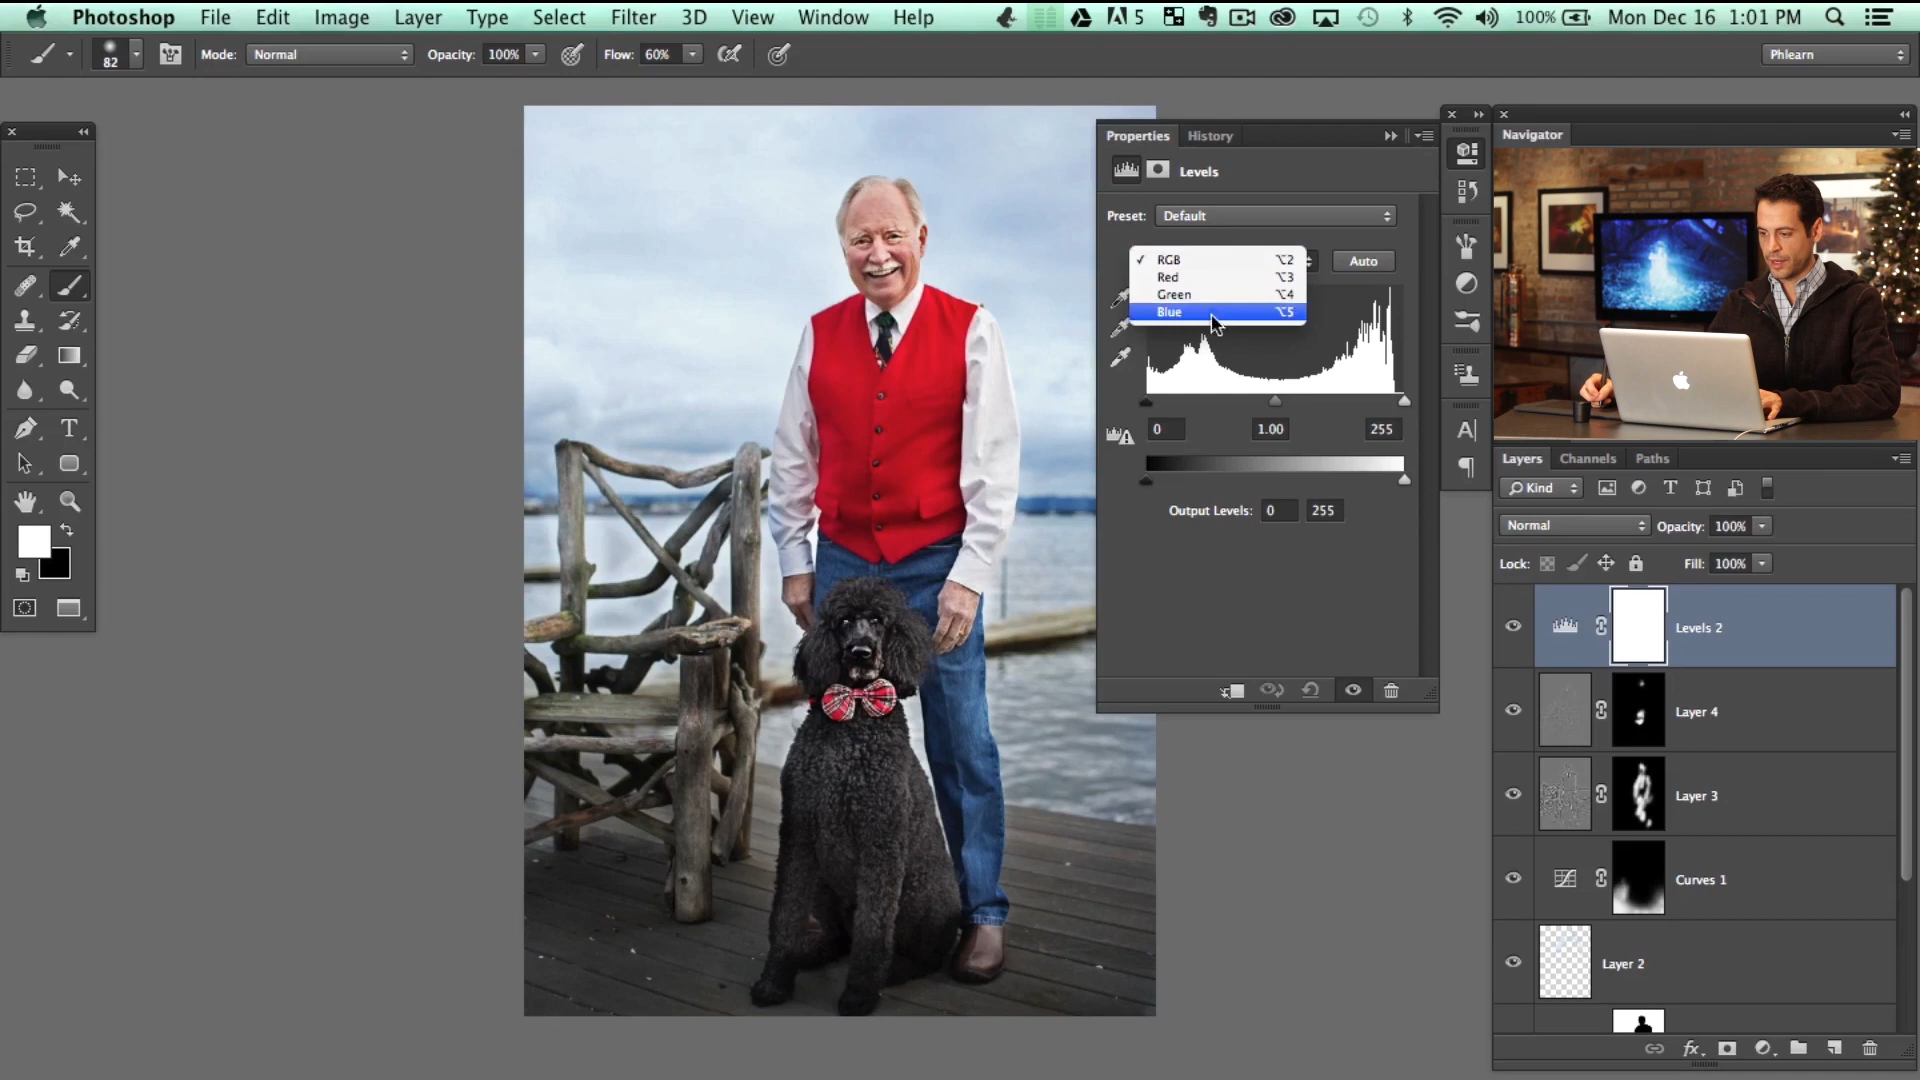 Photoshop File Edit Image Layer Type Select Filter 3D View Window Help 5 100% Mon Dec 16 1:01 PM
82 Mode: Normal Opacity: 100% Flow: 60% Phlearn
Properties History
Levels
Preset: Default
RGB ⌥2
Auto
Red ⌥3
Green ⌥4
Blue ⌥5
0 1.00 255
Output Levels: 0 255
Navigator
Layers Channels Paths
Kind
Normal Opacity: 100%
Lock: Fill: 100%
Levels 2
Layer 4
Layer 3
Curves 1
Layer 2